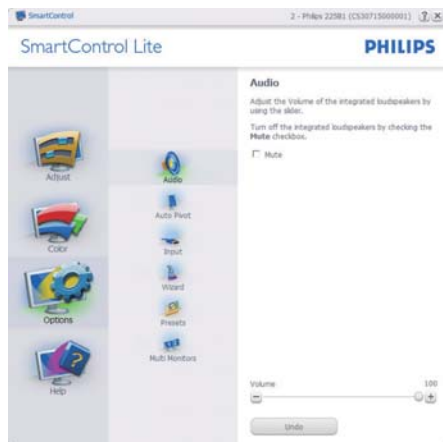 SmartControl
2 - Philips 225B1 (CS30715000001)
SmartControl Lite
PHILIPS
Adjust
Color
Options
Help
Audio
Auto Pivot
Input
Wizard
Presets
Multi Monitors
Audio
Adjust the Volume of the integrated loudspeakers by
using the slider.
Turn off the integrated loudspeakers by checking the
Mute checkbox.
Mute
Volume 100
Undo